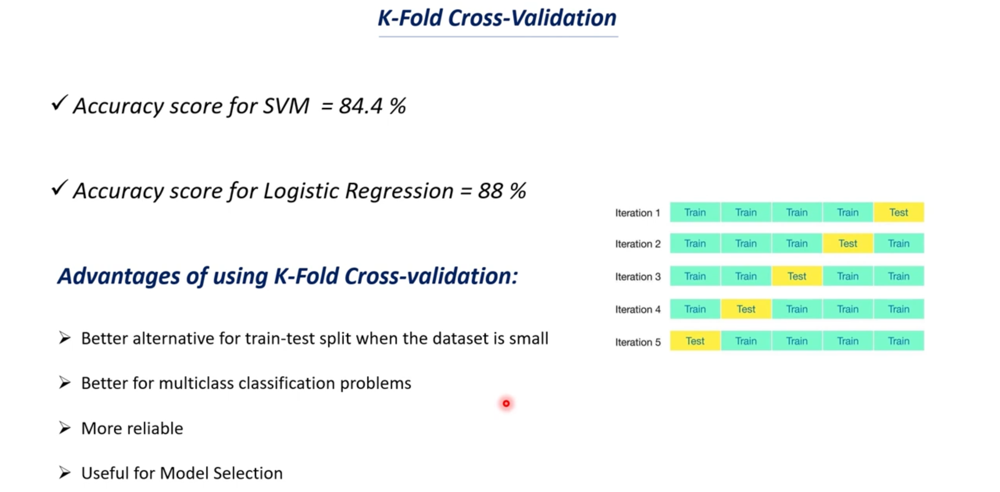 K-Fold Cross-Validation
✓ Accuracy score for SVM = 84.4 %
✓ Accuracy score for Logistic Regression = 88 %
Advantages of using K-Fold Cross-validation:
➢ Better alternative for train-test split when the dataset is small
➢ Better for multiclass classification problems
➢ More reliable
➢ Useful for Model Selection
Iteration 1 Train Train Train Train Test
Iteration 2 Train Train Train Test Train
Iteration 3 Train Train Test Train Train
Iteration 4 Train Test Train Train Train
Iteration 5 Test Train Train Train Train